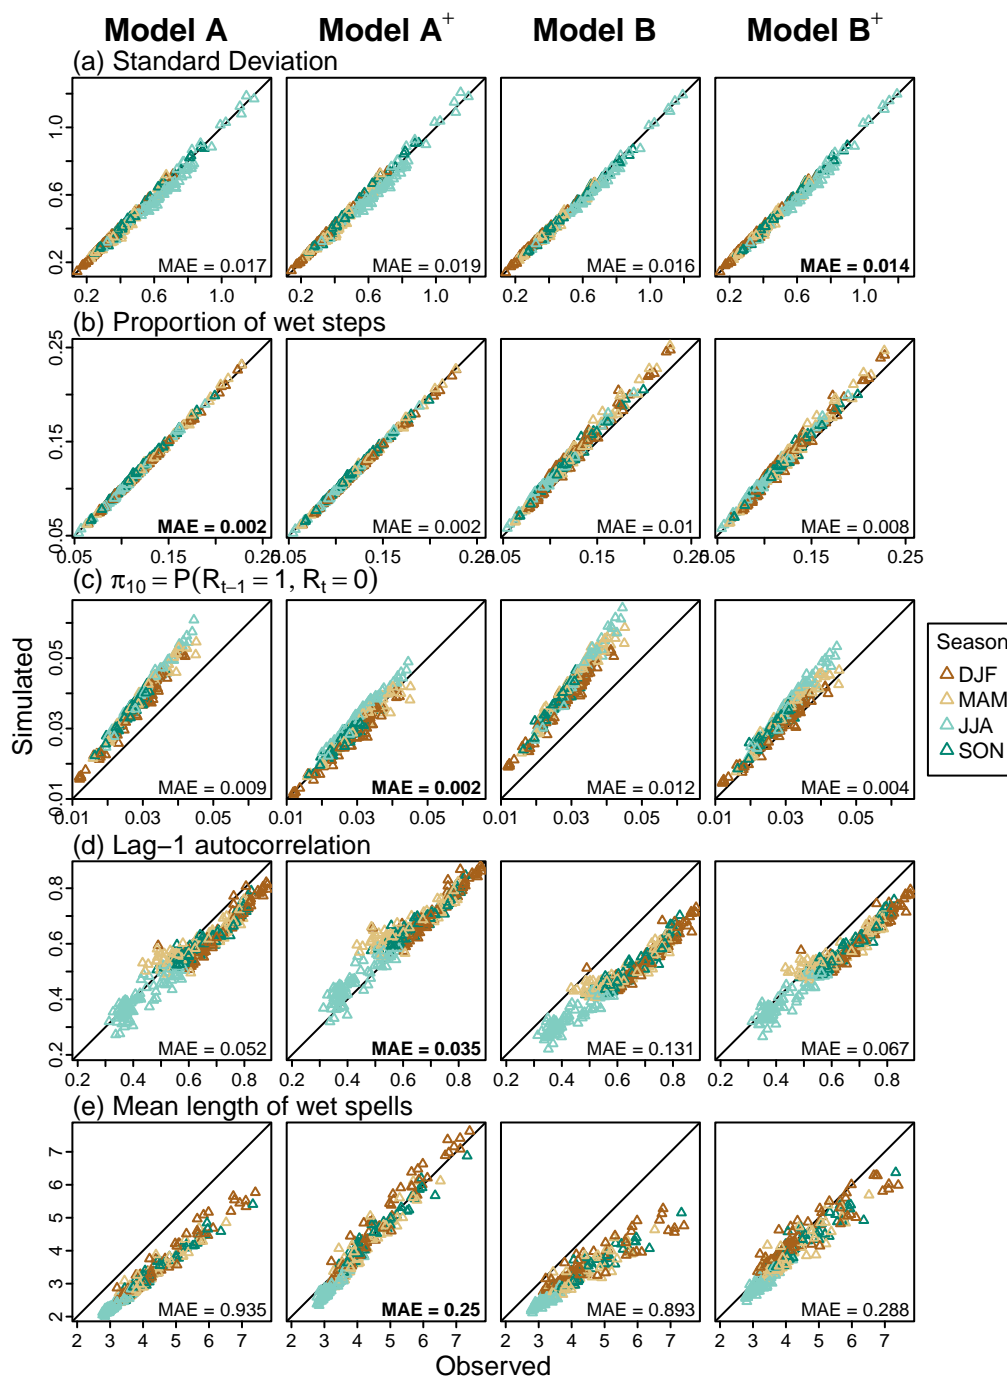 Model A Model A+ Model B Model B+
(a) Standard Deviation
1.0
0.6
0.2
MAE = 0.017 MAE = 0.019 MAE = 0.016 MAE = 0.014
0.2 0.6 1.0 0.2 0.6 1.0 0.2 0.6 1.0 0.2 0.6 1.0
(b) Proportion of wet steps
0.25
0.15
0.05
MAE = 0.002 MAE = 0.002 MAE = 0.01 MAE = 0.008
0.05 0.15 0.25 0.05 0.15 0.25 0.05 0.15 0.25 0.05 0.15 0.25
(c) π10 = P(Rt−1 = 1, Rt = 0)
0.05
0.03
0.01
MAE = 0.009 MAE = 0.002 MAE = 0.012 MAE = 0.004
0.01 0.03 0.05 0.01 0.03 0.05 0.01 0.03 0.05 0.01 0.03 0.05
Simulated
Season
DJF
MAM
JJA
SON
(d) Lag−1 autocorrelation
0.8
0.6
0.4
0.2
MAE = 0.052 MAE = 0.035 MAE = 0.131 MAE = 0.067
0.2 0.4 0.6 0.8 0.2 0.4 0.6 0.8 0.2 0.4 0.6 0.8 0.2 0.4 0.6 0.8
(e) Mean length of wet spells
7
6
5
4
3
2
MAE = 0.935 MAE = 0.25 MAE = 0.893 MAE = 0.288
2 3 4 5 6 7 2 3 4 5 6 7 2 3 4 5 6 7 2 3 4 5 6 7
Observed